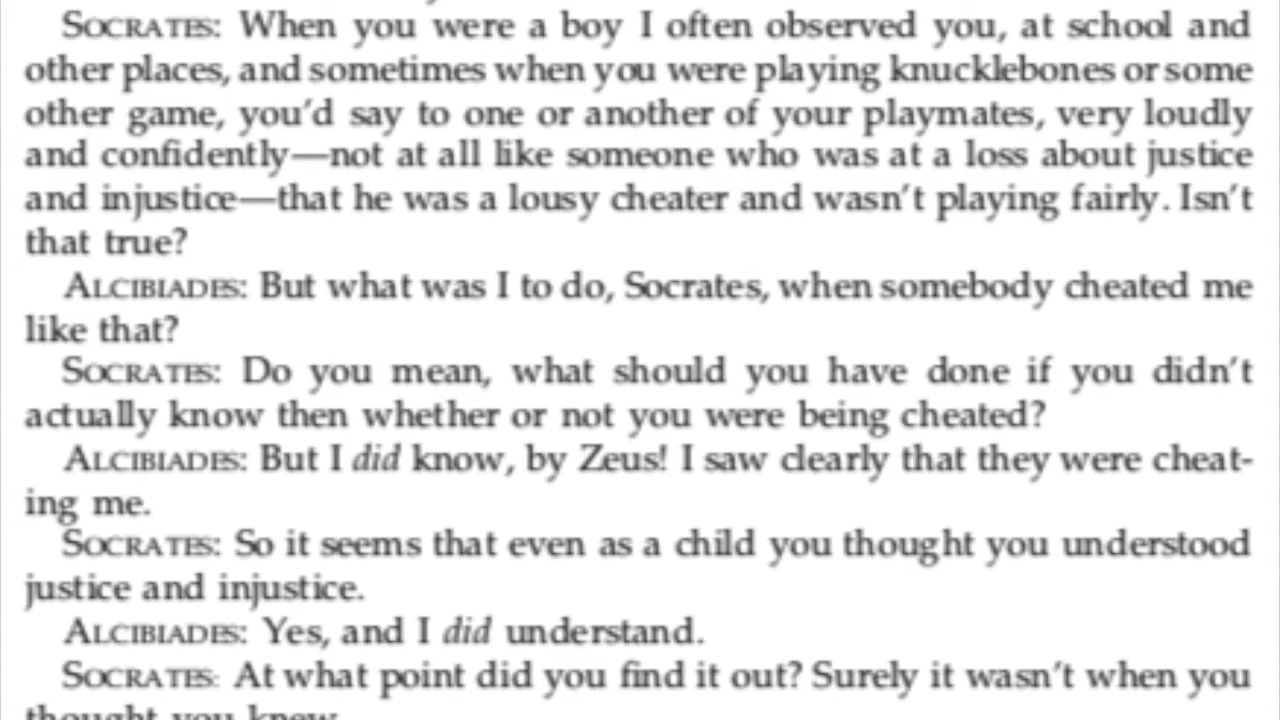 SOCRATES: When you were a boy I often observed you, at school and
other places, and sometimes when you were playing knucklebones or some
other game, you'd say to one or another of your playmates, very loudly
and confidently—not at all like someone who was at a loss about justice
and injustice—that he was a lousy cheater and wasn't playing fairly. Isn't
that true?
ALCIBIADES: But what was I to do, Socrates, when somebody cheated me
like that?
SOCRATES: Do you mean, what should you have done if you didn't
actually know then whether or not you were being cheated?
ALCIBIADES: But I did know, by Zeus! I saw clearly that they were cheat-
ing me.
SOCRATES: So it seems that even as a child you thought you understood
justice and injustice.
ALCIBIADES: Yes, and I did understand.
SOCRATES: At what point did you find it out? Surely it wasn't when you
thought you knew.